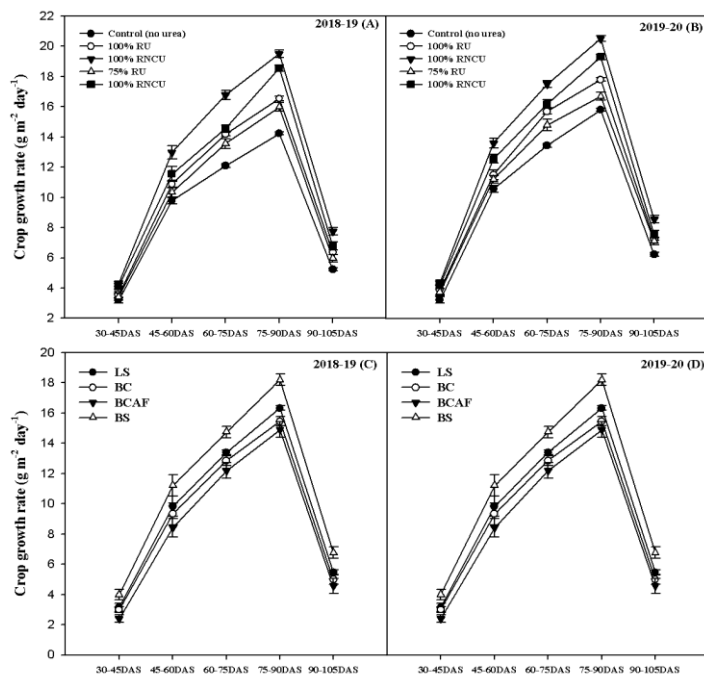 2018-19 (A)
Control (no urea)
100% RU
100% RNCU
75% RU
100% RNCU
Crop growth rate (g m-2 day-1)
22
20
18
16
14
12
10
8
6
4
2
30-45DAS 45-60DAS 60-75DAS 75-90DAS 90-105DAS
2019-20 (B)
Control (no urea)
100% RU
100% RNCU
75% RU
100% RNCU
30-45DAS 45-60DAS 60-75DAS 75-90DAS 90-105DAS
2018-19 (C)
LS
BC
BCAF
BS
Crop growth rate (g m-2 day-1)
20
18
16
14
12
10
8
6
4
2
0
30-45DAS 45-60DAS 60-75DAS 75-90DAS 90-105DAS
2019-20 (D)
LS
BC
BCAF
BS
30-45DAS 45-60DAS 60-75DAS 75-90DAS 90-105DAS